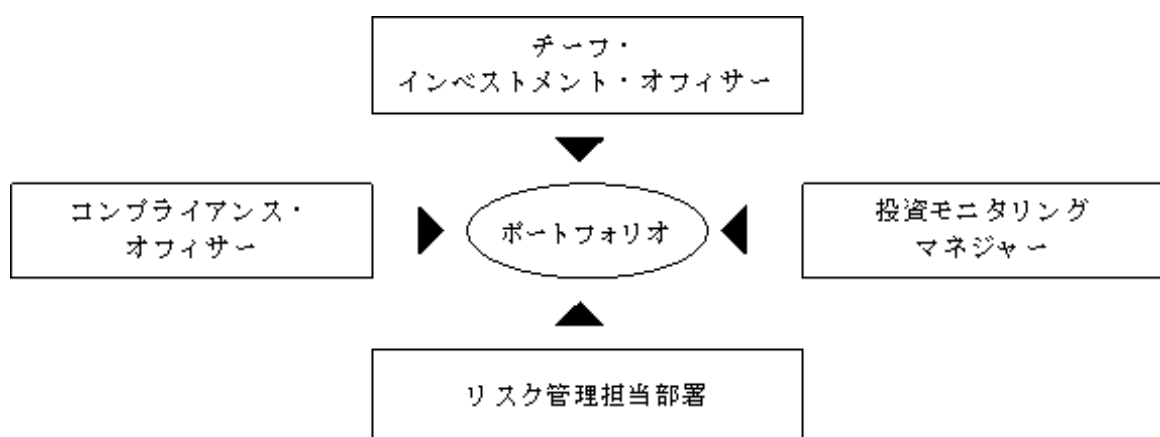 チーフ・
インベストメント・オフィサー
コンプライアンス・
オフィサー
ポートフォリオ
投資モニタリング
マネジャー
リスク管理担当部署